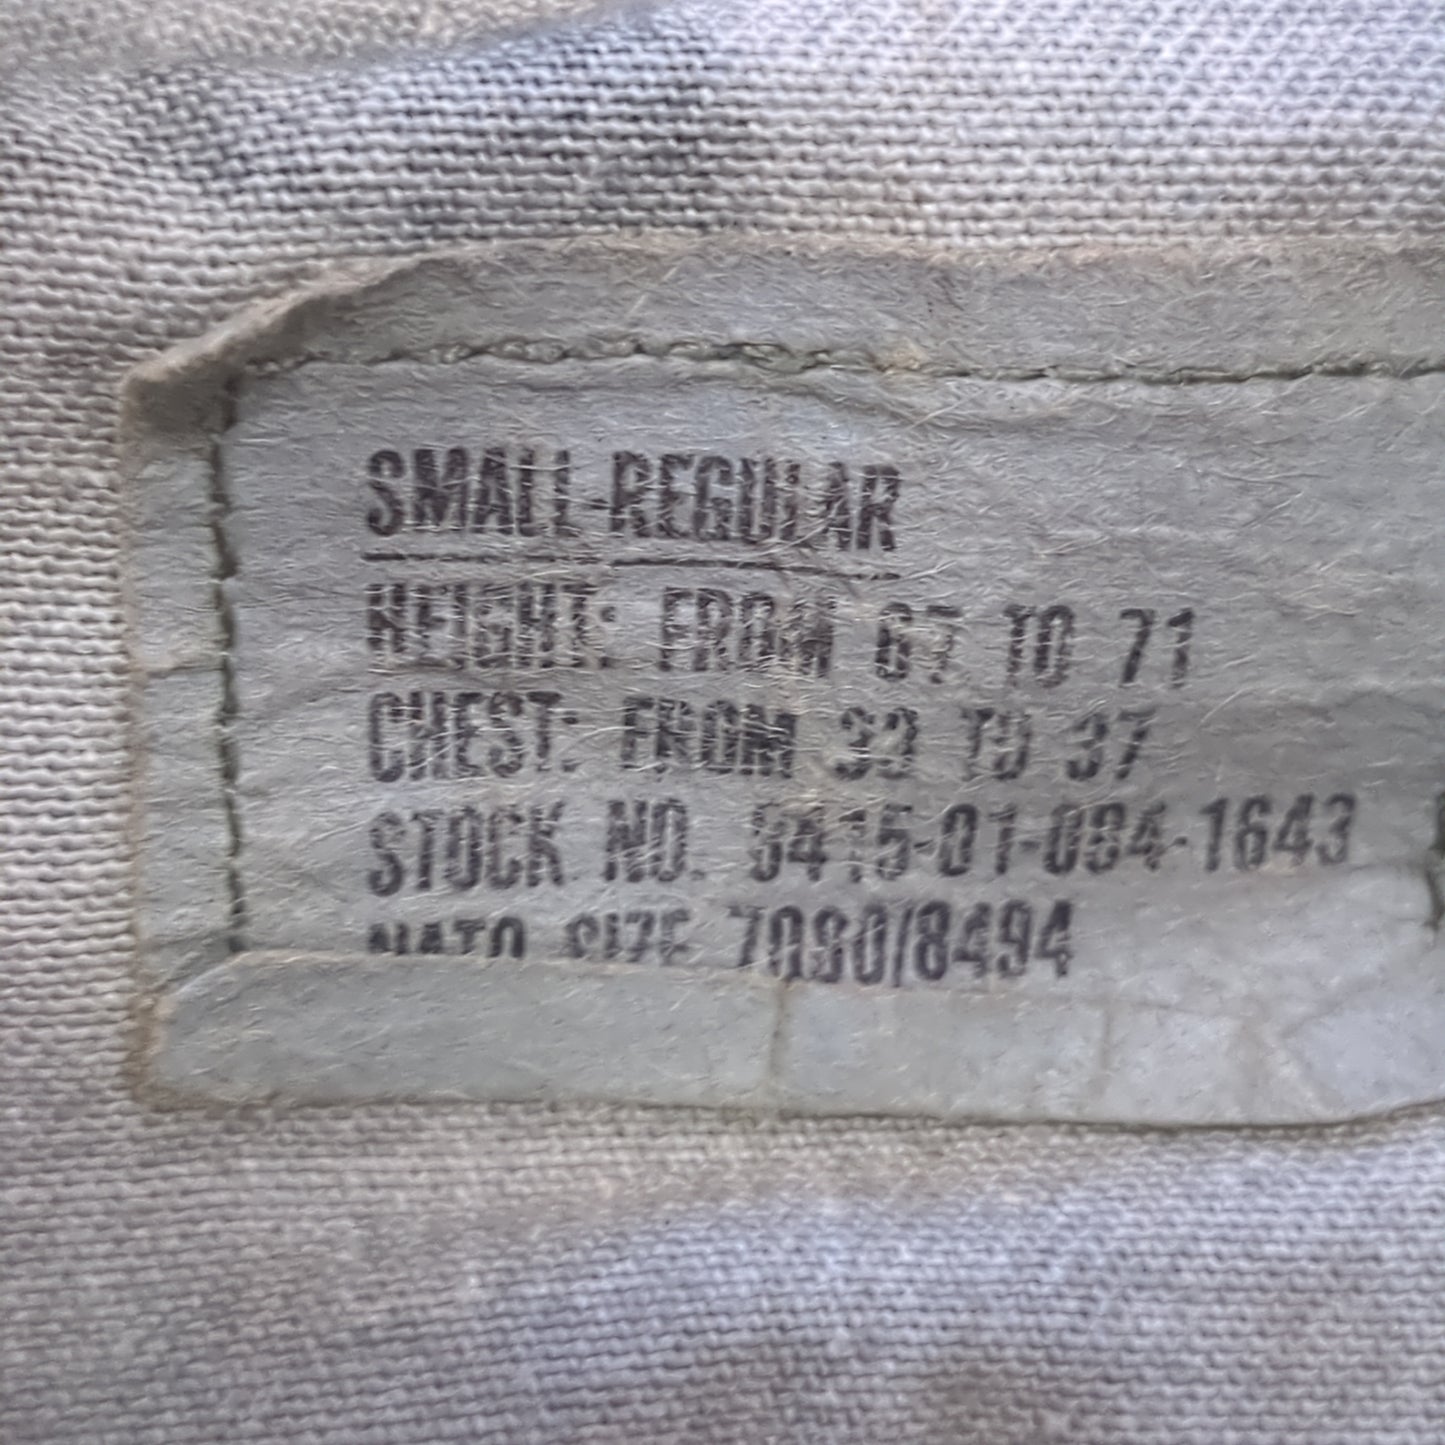 SMALL-REGULAR
HEIGHT: FROM 67 TO 71
CHEST: FROM 33 TO 37
STOCK NO. 8415-01-084-1643
NATO SIZE 7080/8494